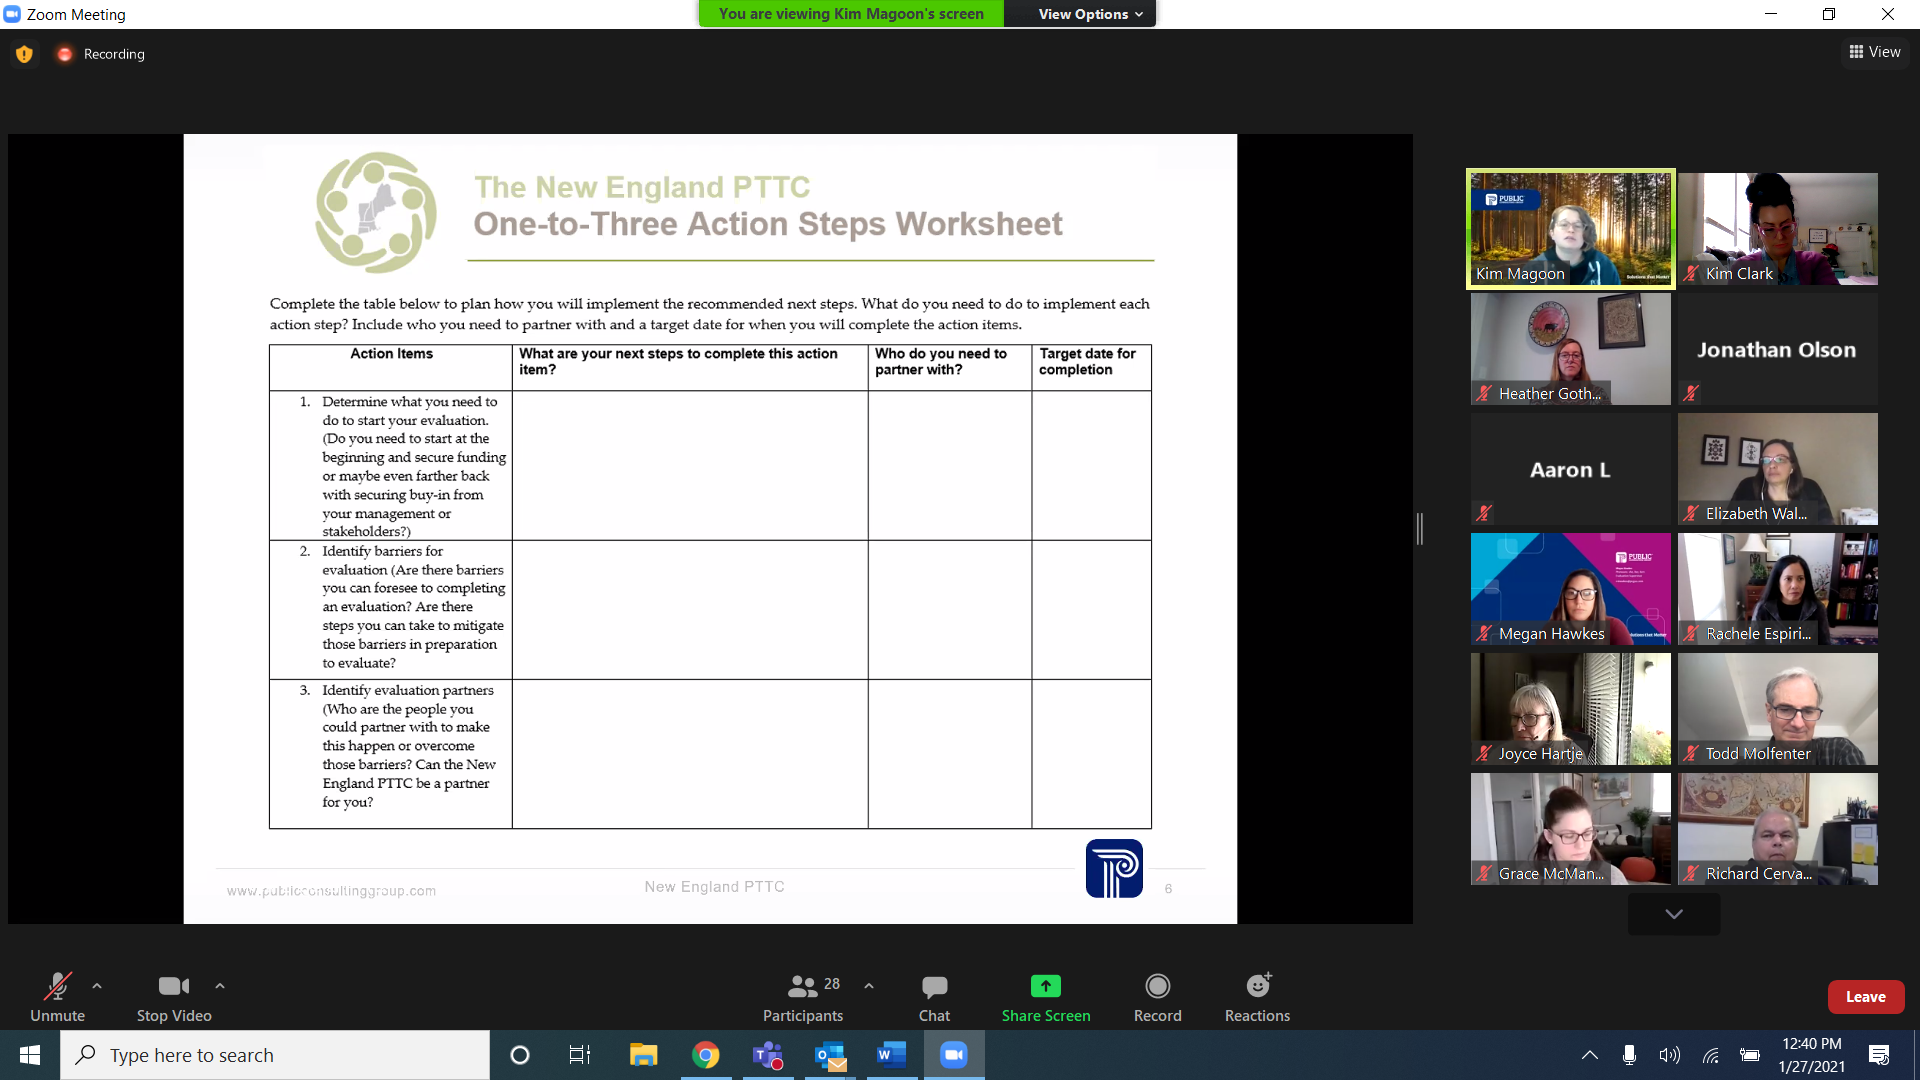 Zoom Meeting
You are viewing Kim Magoon's screen
View Options
Recording
View
The New England PTTC
One-to-Three Action Steps Worksheet
Complete the table below to plan how you will implement the recommended next steps. What do you need to do to implement each
action step? Include who you need to partner with and a target date for when you will complete the action items.
Action Items
What are your next steps to complete this action
item?
Who do you need to
partner with?
Target date for
completion
1. Determine what you need to
do to start your evaluation.
(Do you need to start at the
beginning and secure funding
or maybe even farther back
with securing buy-in from
your management or
stakeholders?)
2. Identify barriers for
evaluation (Are there barriers
you can foresee to completing
an evaluation? Are there
steps you can take to mitigate
those barriers in preparation
to evaluate?
3. Identify evaluation partners
(Who are the people you
could partner with to make
this happen or overcome
those barriers? Can the New
England PTTC be a partner
for you?
www.publicconsultinggroup.com
New England PTTC
6
PUBLIC
Solutions that Matter
Kim Magoon
Kim Clark
Heather Goth...
Jonathan Olson
Aaron L
Elizabeth Wal...
PUBLIC
Megan Hawkes
Rachele Espiri...
Joyce Hartje
Todd Molfenter
Grace McMan...
Richard Cerva...
Unmute
Stop Video
28
Participants
Chat
Share Screen
Record
Reactions
Leave
Type here to search
12:40 PM
1/27/2021